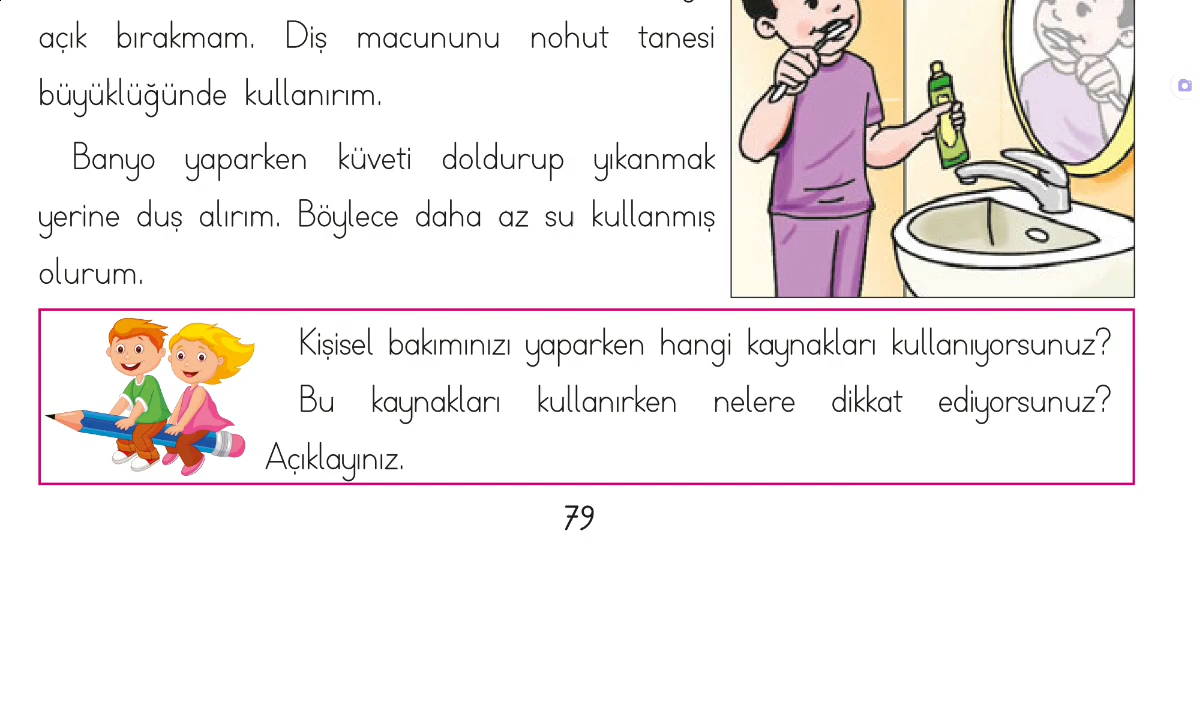 açık bırakmam. Diş macununu nohut tanesi
büyüklüğünde kullanırım.
Banyo yaparken küveti doldurup yıkanmak
yerine duş alırım. Böylece daha az su kullanmış
olurum.
Kişisel bakımınızı yaparken hangi kaynakları kullanıyorsunuz?
Bu kaynakları kullanırken nelere dikkat ediyorsunuz?
Açıklayınız.
79